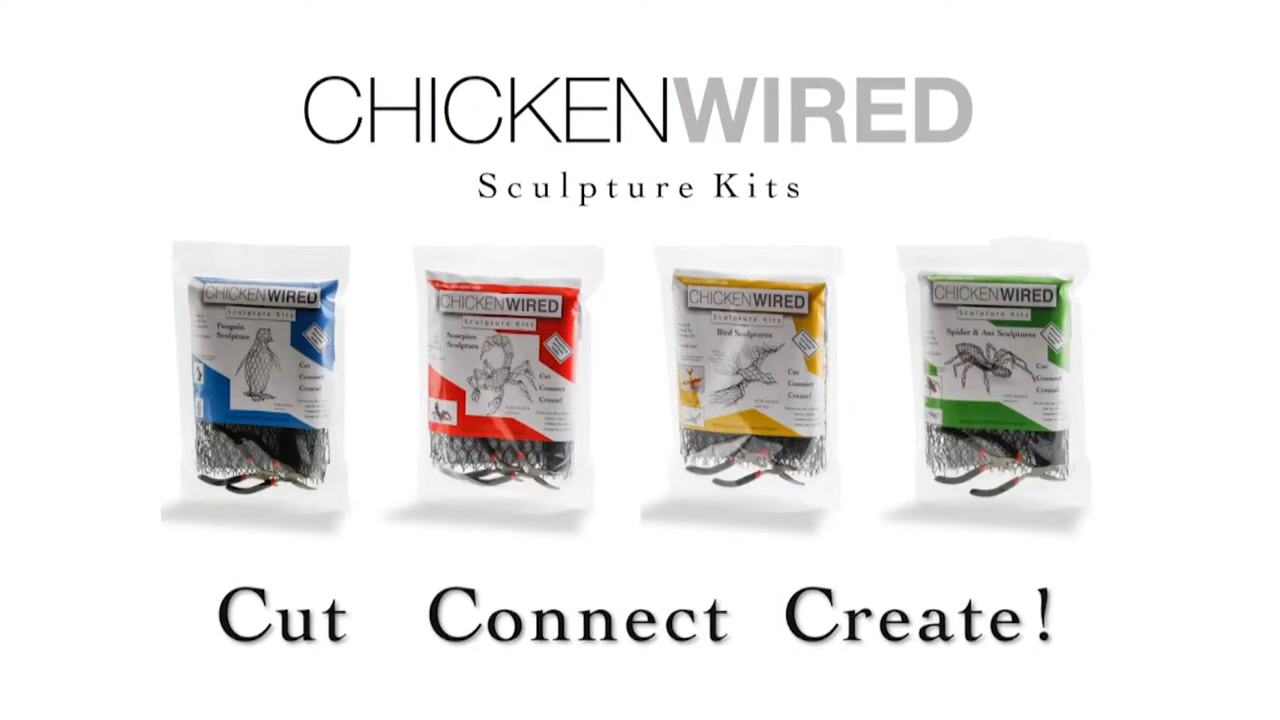 CHICKENWIRED
Sculpture Kits
CHICKENWIRED
Sculpture Kits
Penguin
Sculpture
Cut
Connect
Create!
CHICKENWIRED
Sculpture Kits
Scorpion
Sculpture
Cut
Connect
Create!
CHICKENWIRED
Sculpture Kits
Bird Sculptures
Cut
Connect
Create!
CHICKENWIRED
Sculpture Kits
Spider & Ant Sculptures
Cut
Connect
Create!
Cut Connect Create!